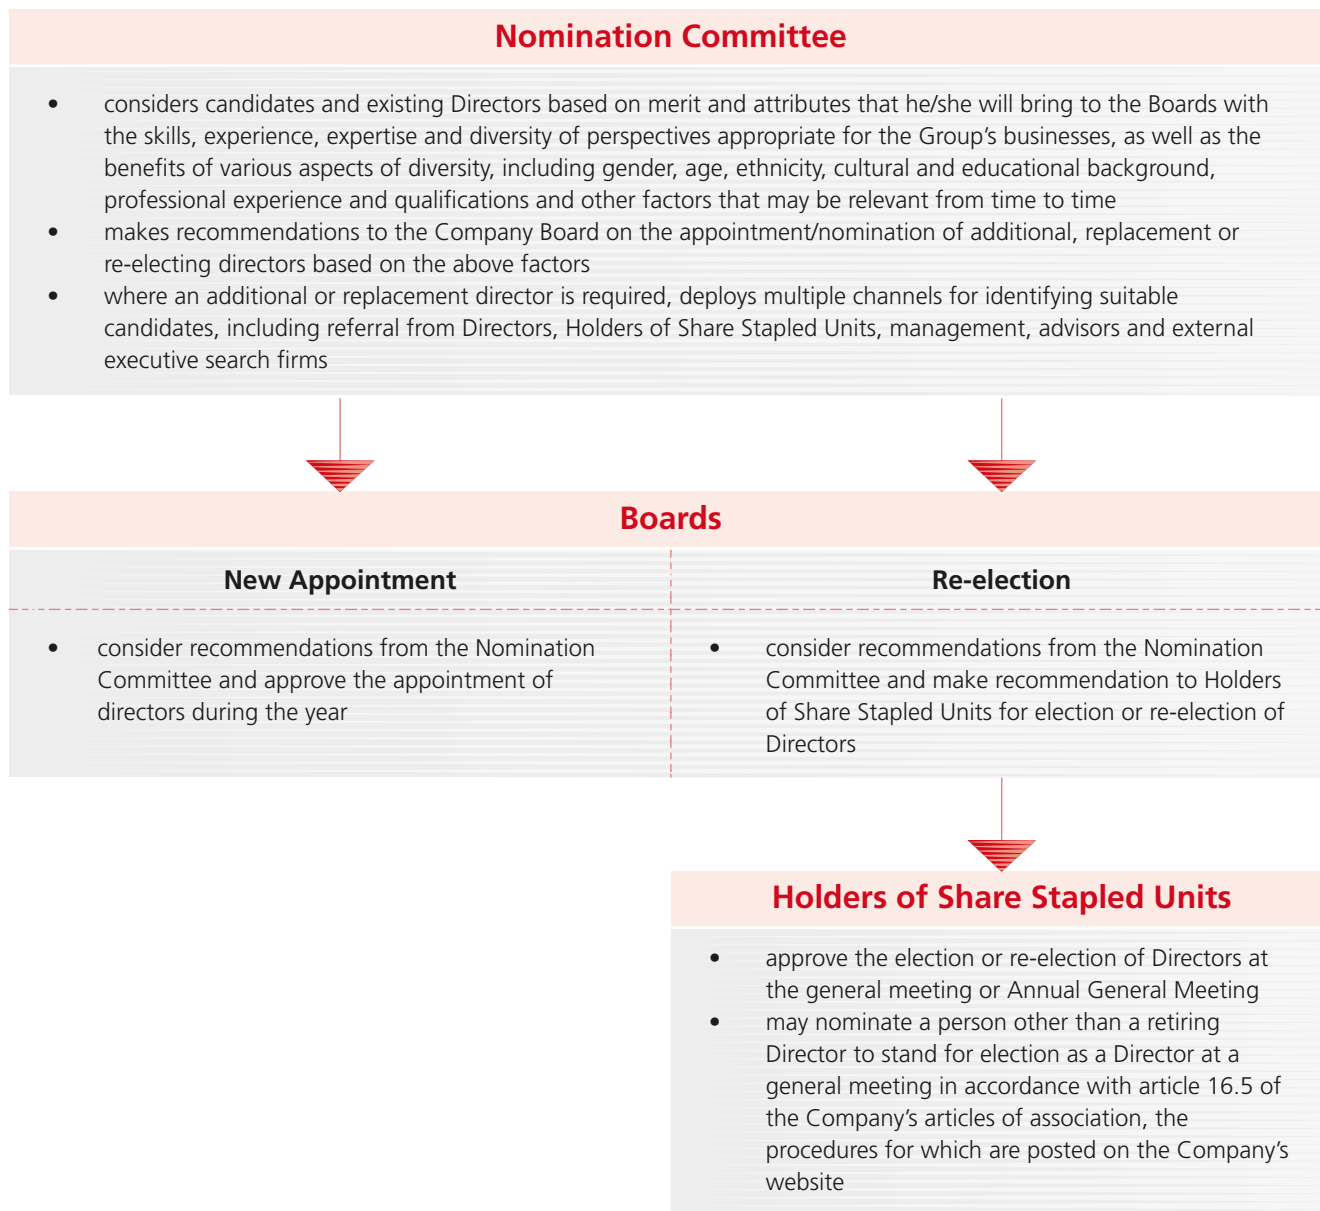 Nomination Committee
• considers candidates and existing Directors based on merit and attributes that he/she will bring to the Boards with
the skills, experience, expertise and diversity of perspectives appropriate for the Group’s businesses, as well as the
benefits of various aspects of diversity, including gender, age, ethnicity, cultural and educational background,
professional experience and qualifications and other factors that may be relevant from time to time
• makes recommendations to the Company Board on the appointment/nomination of additional, replacement or
re-electing directors based on the above factors
• where an additional or replacement director is required, deploys multiple channels for identifying suitable
candidates, including referral from Directors, Holders of Share Stapled Units, management, advisors and external
executive search firms
Boards
New Appointment
• consider recommendations from the Nomination
Committee and approve the appointment of
directors during the year
Re-election
• consider recommendations from the Nomination
Committee and make recommendation to Holders
of Share Stapled Units for election or re-election of
Directors
Holders of Share Stapled Units
• approve the election or re-election of Directors at
the general meeting or Annual General Meeting
• may nominate a person other than a retiring
Director to stand for election as a Director at a
general meeting in accordance with article 16.5 of
the Company’s articles of association, the
procedures for which are posted on the Company’s
website